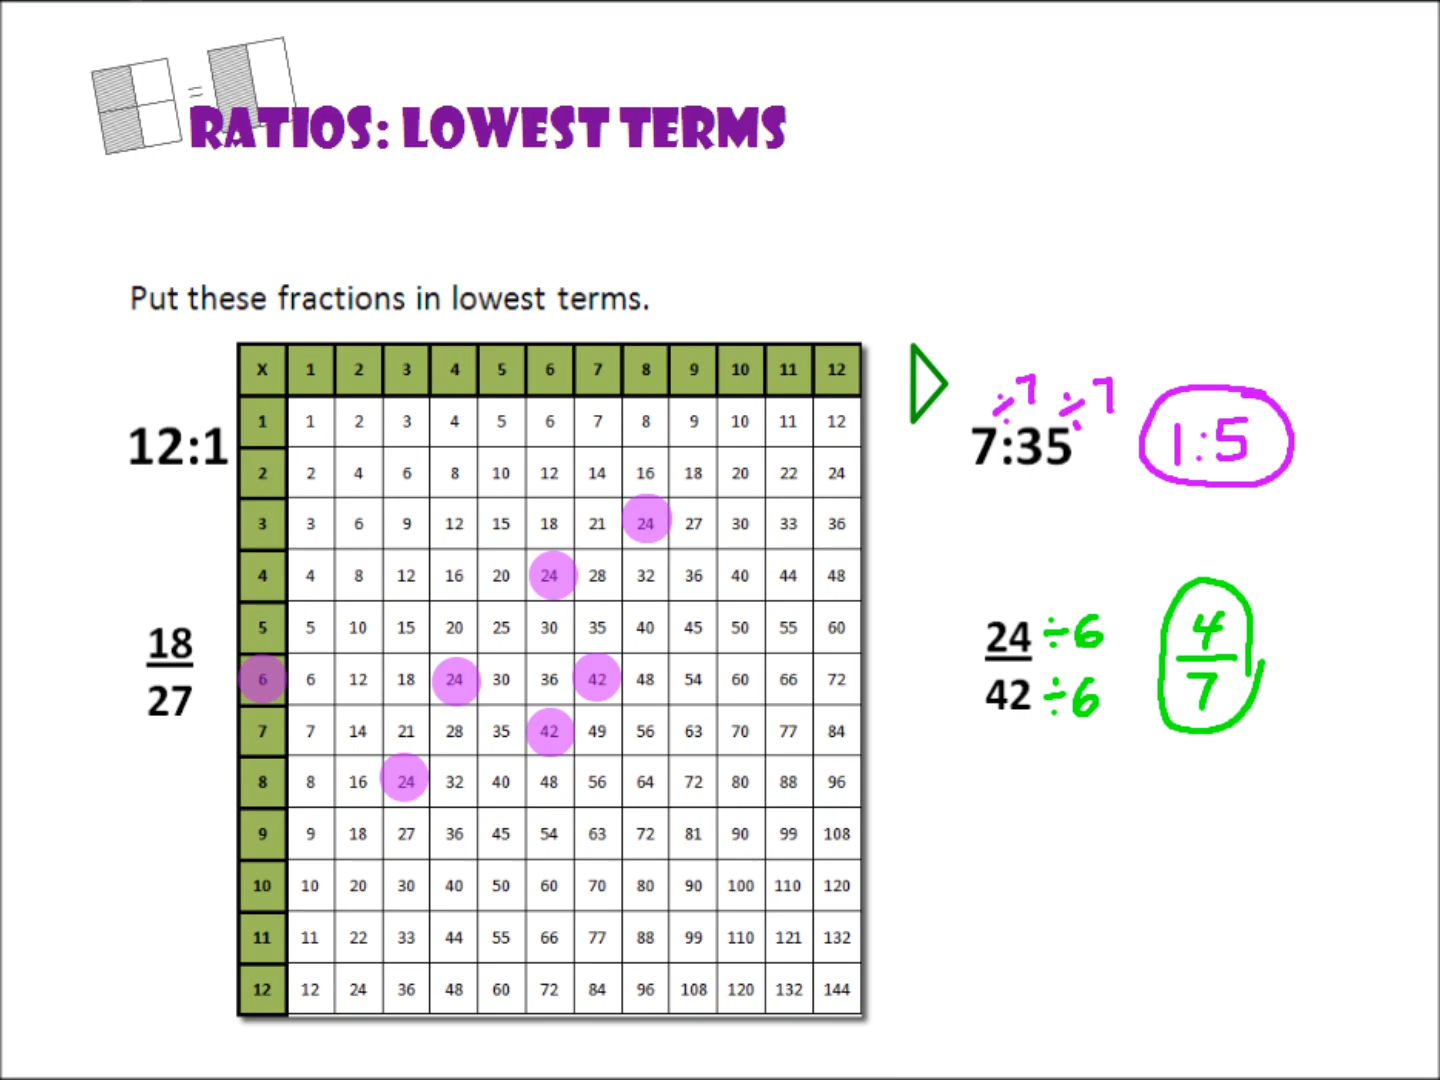 =
RATIOS: LOWEST TERMS
Put these fractions in lowest terms.
X 1 2 3 4 5 6 7 8 9 10 11 12
1 1 2 3 4 5 6 7 8 9 10 11 12
2 2 4 6 8 10 12 14 16 18 20 22 24
3 3 6 9 12 15 18 21 24 27 30 33 36
4 4 8 12 16 20 24 28 32 36 40 44 48
5 5 10 15 20 25 30 35 40 45 50 55 60
6 6 12 18 24 30 36 42 48 54 60 66 72
7 7 14 21 28 35 42 49 56 63 70 77 84
8 8 16 24 32 40 48 56 64 72 80 88 96
9 9 18 27 36 45 54 63 72 81 90 99 108
10 10 20 30 40 50 60 70 80 90 100 110 120
11 11 22 33 44 55 66 77 88 99 110 121 132
12 12 24 36 48 60 72 84 96 108 120 132 144
12:1
18
27
÷7 ÷7
7:35 1:5
24 ÷6 4
42 ÷6 7